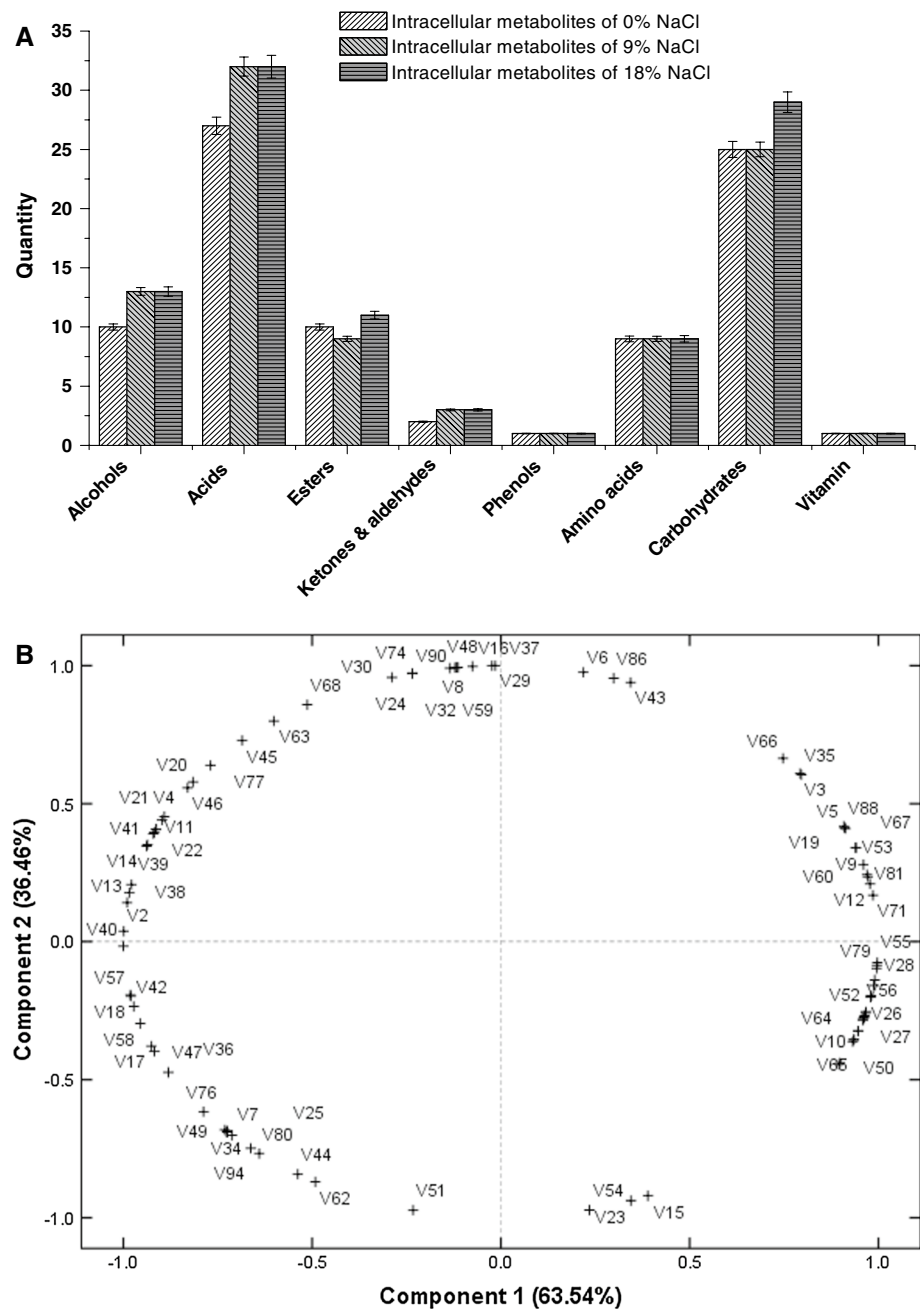 A
Intracellular metabolites of 0% NaCl
Intracellular metabolites of 9% NaCl
Intracellular metabolites of 18% NaCl
Quantity
35
30
25
20
15
10
5
0
Alcohols
Acids
Esters
Ketones & aldehydes
Phenols
Amino acids
Carbohydrates
Vitamin
B
Component 2 (36.46%)
1.0
0.5
0.0
-0.5
-1.0
V74 V90 V48 V16 V37 V6 V86
V30 V8 V29 V43
V68 V24 V32 V59
V63 V66 V35
V20 V45 V3
V77
V21 V4 V46 V5 V88
V41 V11 V67
V22 V19 V53
V14 V39 V9 V81
V13 V38 V60
V2 V12 V71
V40 V55
V79 V28
V57 V42 V52 V56
V18 V64 V26
V58 V10 V27
V17 V47 V36 V65 V50
V76 V7 V25
V49 V80
V34 V44
V94 V62 V51 V54
V23 V15
-1.0 -0.5 0.0 0.5 1.0
Component 1 (63.54%)